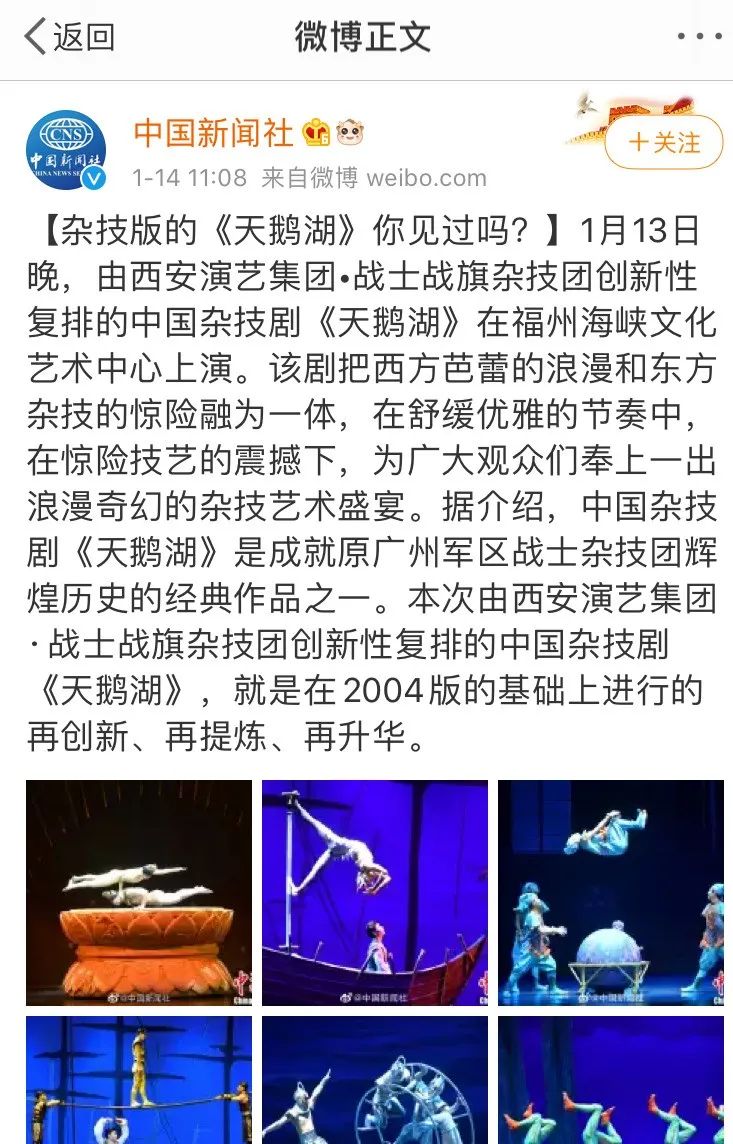 返回
微博正文
CNS
中国新闻社
CHINA NEWS SE
中国新闻社
1-14 11:08 来自微博 weibo.com
+关注
【杂技版的《天鹅湖》你见过吗？】1月13日
晚，由西安演艺集团•战士战旗杂技团创新性
复排的中国杂技剧《天鹅湖》在福州海峡文化
艺术中心上演。该剧把西方芭蕾的浪漫和东方
杂技的惊险融为一体，在舒缓优雅的节奏中，
在惊险技艺的震撼下，为广大观众们奉上一出
浪漫奇幻的杂技艺术盛宴。据介绍，中国杂技
剧《天鹅湖》是成就原广州军区战士杂技团辉
煌历史的经典作品之一。本次由西安演艺集团
·战士战旗杂技团创新性复排的中国杂技剧
《天鹅湖》，就是在2004版的基础上进行的
再创新、再提炼、再升华。
@中国新闻社
@中国新闻社
@中国新闻社